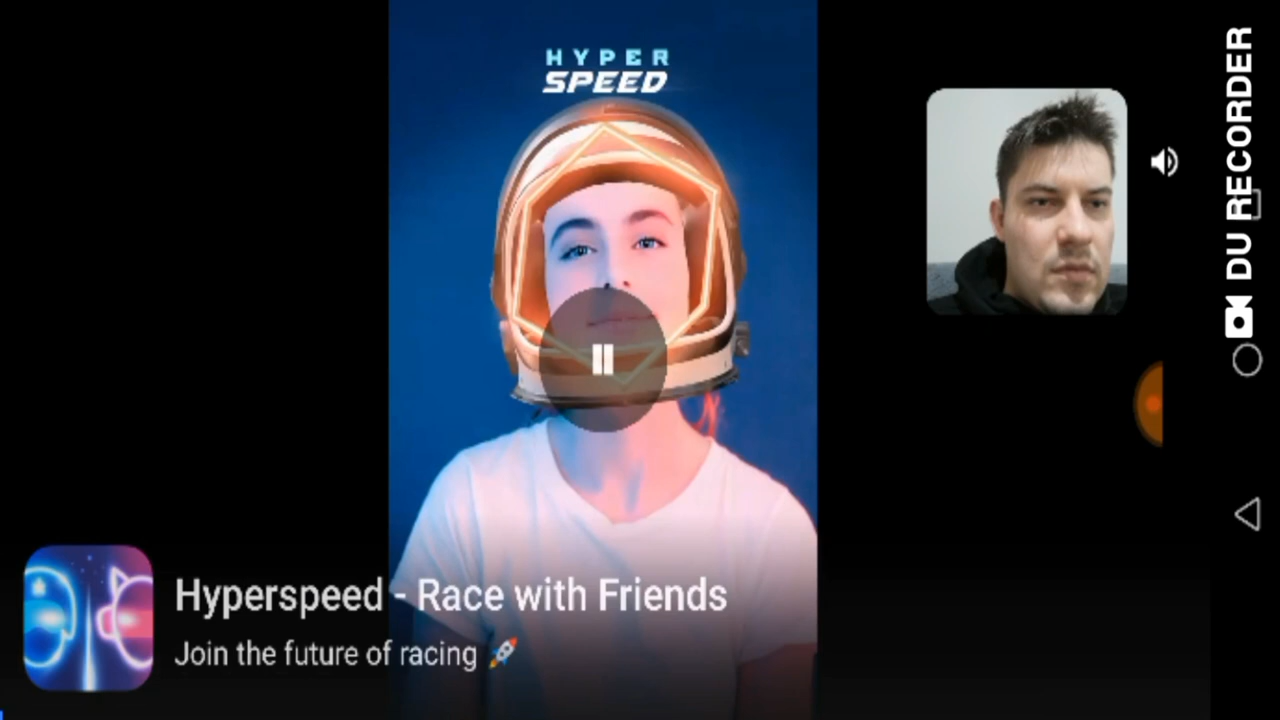 HYPER
SPEED
DU RECORDER
Hyperspeed - Race with Friends
Join the future of racing 🚀